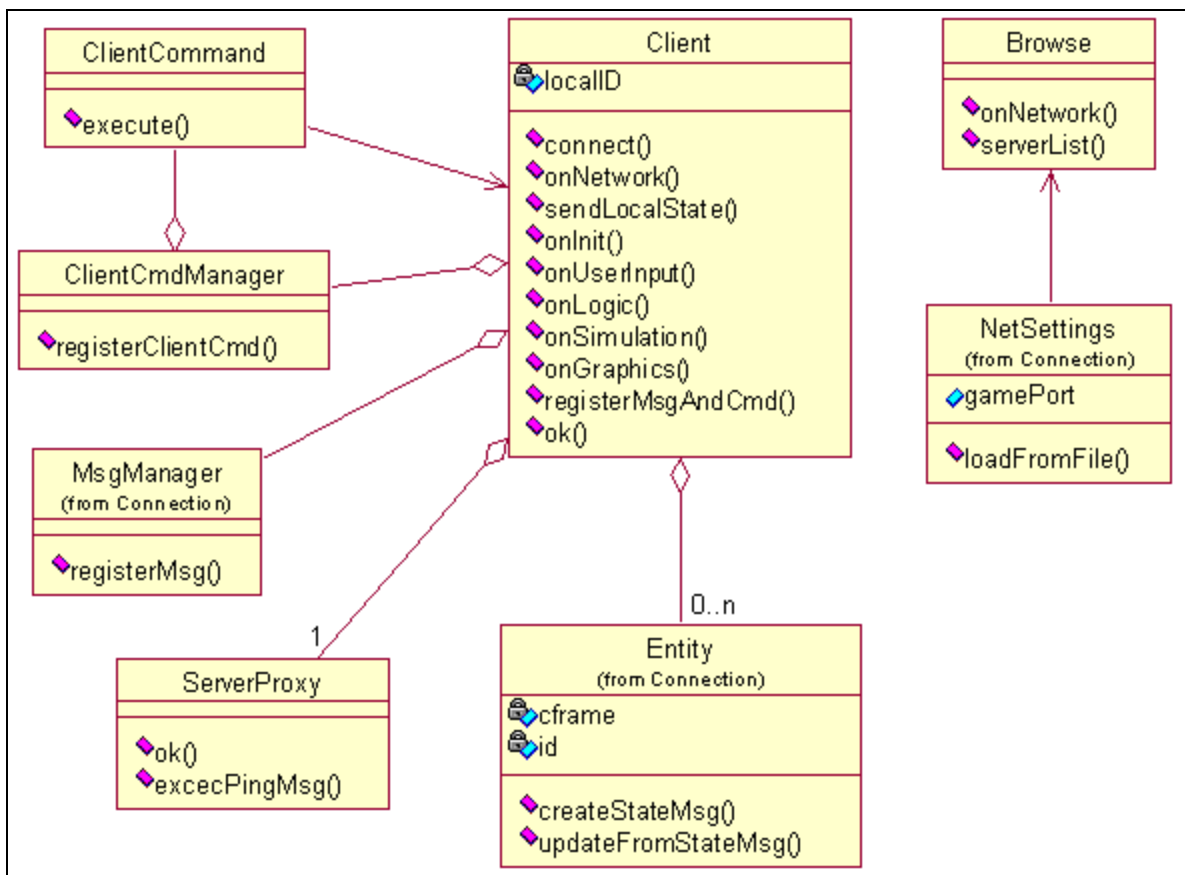 ClientCommand
execute()
Client
localID
connect()
onNetwork()
sendLocalState()
onInit()
onUserInput()
onLogic()
onSimulation()
onGraphics()
registerMsgAndCmd()
ok()
Browse
onNetwork()
serverList()
ClientCmdManager
registerClientCmd()
NetSettings
(from Connection)
gamePort
loadFromFile()
MsgManager
(from Connection)
registerMsg()
1
0..n
ServerProxy
ok()
excecPingMsg()
Entity
(from Connection)
cframe
id
createStateMsg()
updateFromStateMsg()